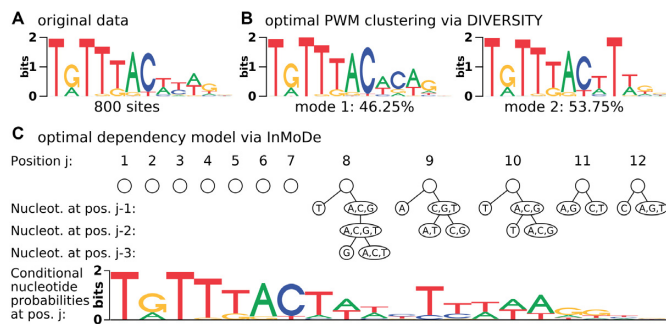 A original data
B optimal PWM clustering via DIVERSITY
2
1
0
bits
800 sites
2
1
0
bits
mode 1: 46.25%
2
1
0
bits
mode 2: 53.75%
C optimal dependency model via InMoDe
Position j: 1 2 3 4 5 6 7 8 9 10 11 12
Nucleot. at pos. j-1: T A,C,G A C,G,T T A,C,G A,G C,T C A,G,T
Nucleot. at pos. j-2: A,C,G,T A,T C,G T A,C,G
Nucleot. at pos. j-3: G A,C,T
Conditional
nucleotide
probabilities
at pos. j:
2
bits
0